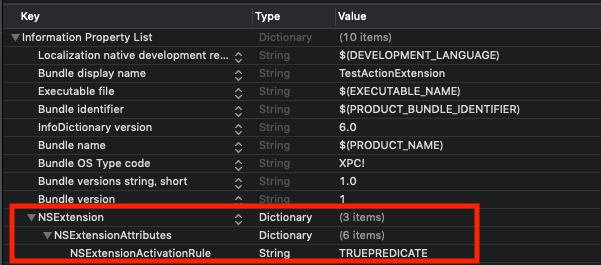 Key Type Value
Information Property List Dictionary (10 items)
Localization native development re... String $(DEVELOPMENT_LANGUAGE)
Bundle display name String TestActionExtension
Executable file String $(EXECUTABLE_NAME)
Bundle identifier String $(PRODUCT_BUNDLE_IDENTIFIER)
InfoDictionary version String 6.0
Bundle name String $(PRODUCT_NAME)
Bundle OS Type code String XPC!
Bundle versions string, short String 1.0
Bundle version String 1
NSExtension Dictionary (3 items)
NSExtensionAttributes Dictionary (6 items)
NSExtensionActivationRule String TRUEPREDICATE